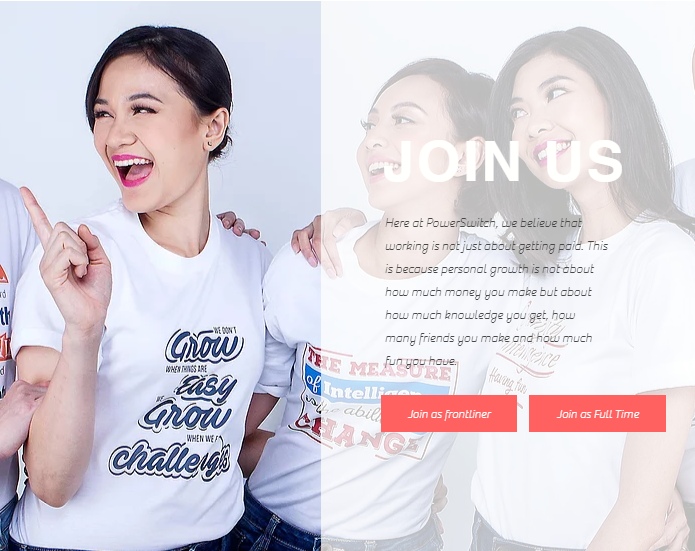 JOIN US
Here at PowerSwitch, we believe that
working is not just about getting paid. This
is because personal growth is not about
how much money you make but about
how much knowledge you get, how
many friends you make and how much
fun you have.
Join as frontliner
Join as Full Time
WE DON'T
Grow
WHEN THINGS ARE
Easy
WE
Grow
WHEN WE
challenges
THE MEASURE
of Intelligence
is the ability
CHANGE